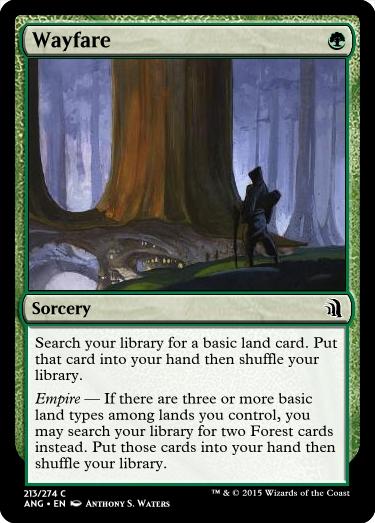 Wayfare
Sorcery
Search your library for a basic land card. Put
that card into your hand then shuffle your
library.
Empire — If there are three or more basic
land types among lands you control, you
may search your library for two Forest cards
instead. Put those cards into your hand then
shuffle your library.
213/274 C
ANG • EN Anthony S. Waters
™ & © 2015 Wizards of the Coast